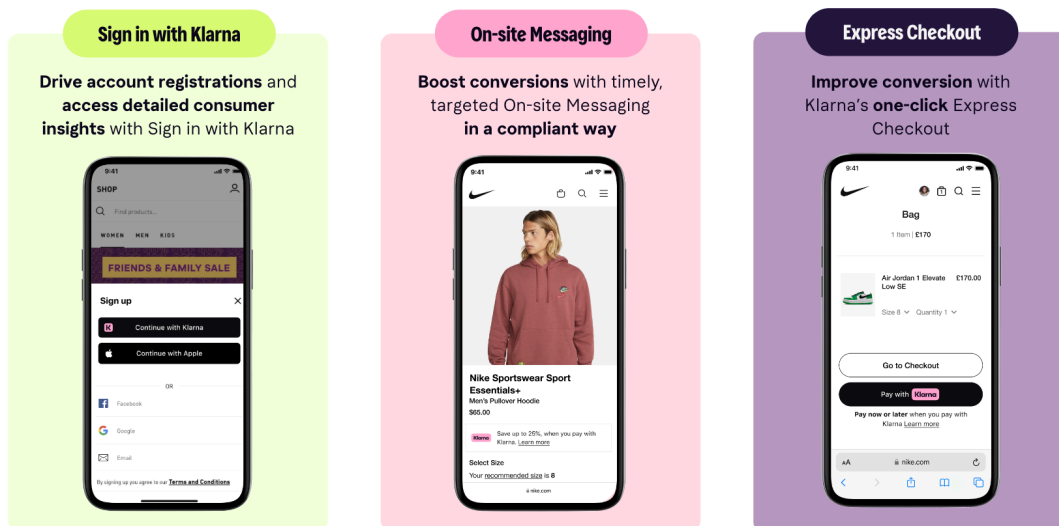 Sign in with Klarna
Drive account registrations and
access detailed consumer
insights with Sign in with Klarna
9:41
SHOP
Find products...
WOMEN MEN KIDS
FRIENDS & FAMILY SALE
Sign up
Continue with Klarna
Continue with Apple
OR
Facebook
Google
Email
By signing up you agree to our Terms and Conditions
On-site Messaging
Boost conversions with timely,
targeted On-site Messaging
in a compliant way
9:41
Nike Sportswear Sport
Essentials+
Men's Pullover Hoodie
$65.00
Klarna
Save up to 25%, when you pay with
Klarna. Learn more
Select Size
Your recommended size is 8
nike.com
Express Checkout
Improve conversion with
Klarna's one-click Express
Checkout
9:41
1
Bag
1 Item | £170
Air Jordan 1 Elevate £170.00
Low SE
Size 8 Quantity 1
Go to Checkout
Pay with Klarna
Pay now or later when you pay with
Klarna Learn more
AA nike.com